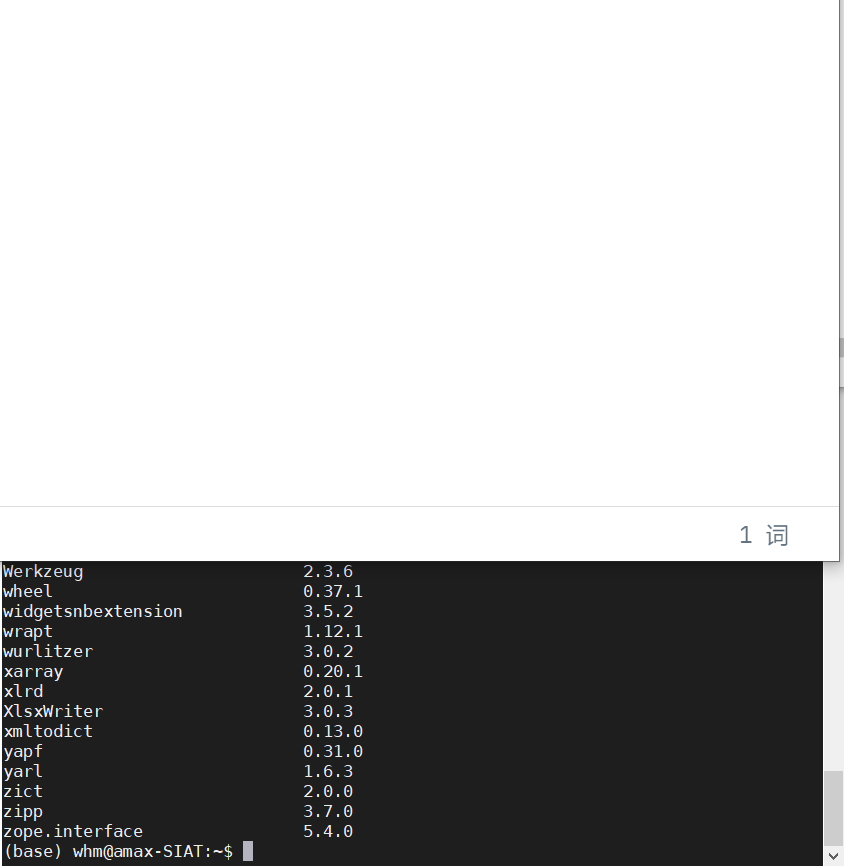 1 词
Werkzeug 2.3.6
wheel 0.37.1
widgetsnbextension 3.5.2
wrapt 1.12.1
wurlitzer 3.0.2
xarray 0.20.1
xlrd 2.0.1
XlsxWriter 3.0.3
xmltodict 0.13.0
yapf 0.31.0
yarl 1.6.3
zict 2.0.0
zipp 3.7.0
zope.interface 5.4.0
(base) whm@amax-SIAT:~$